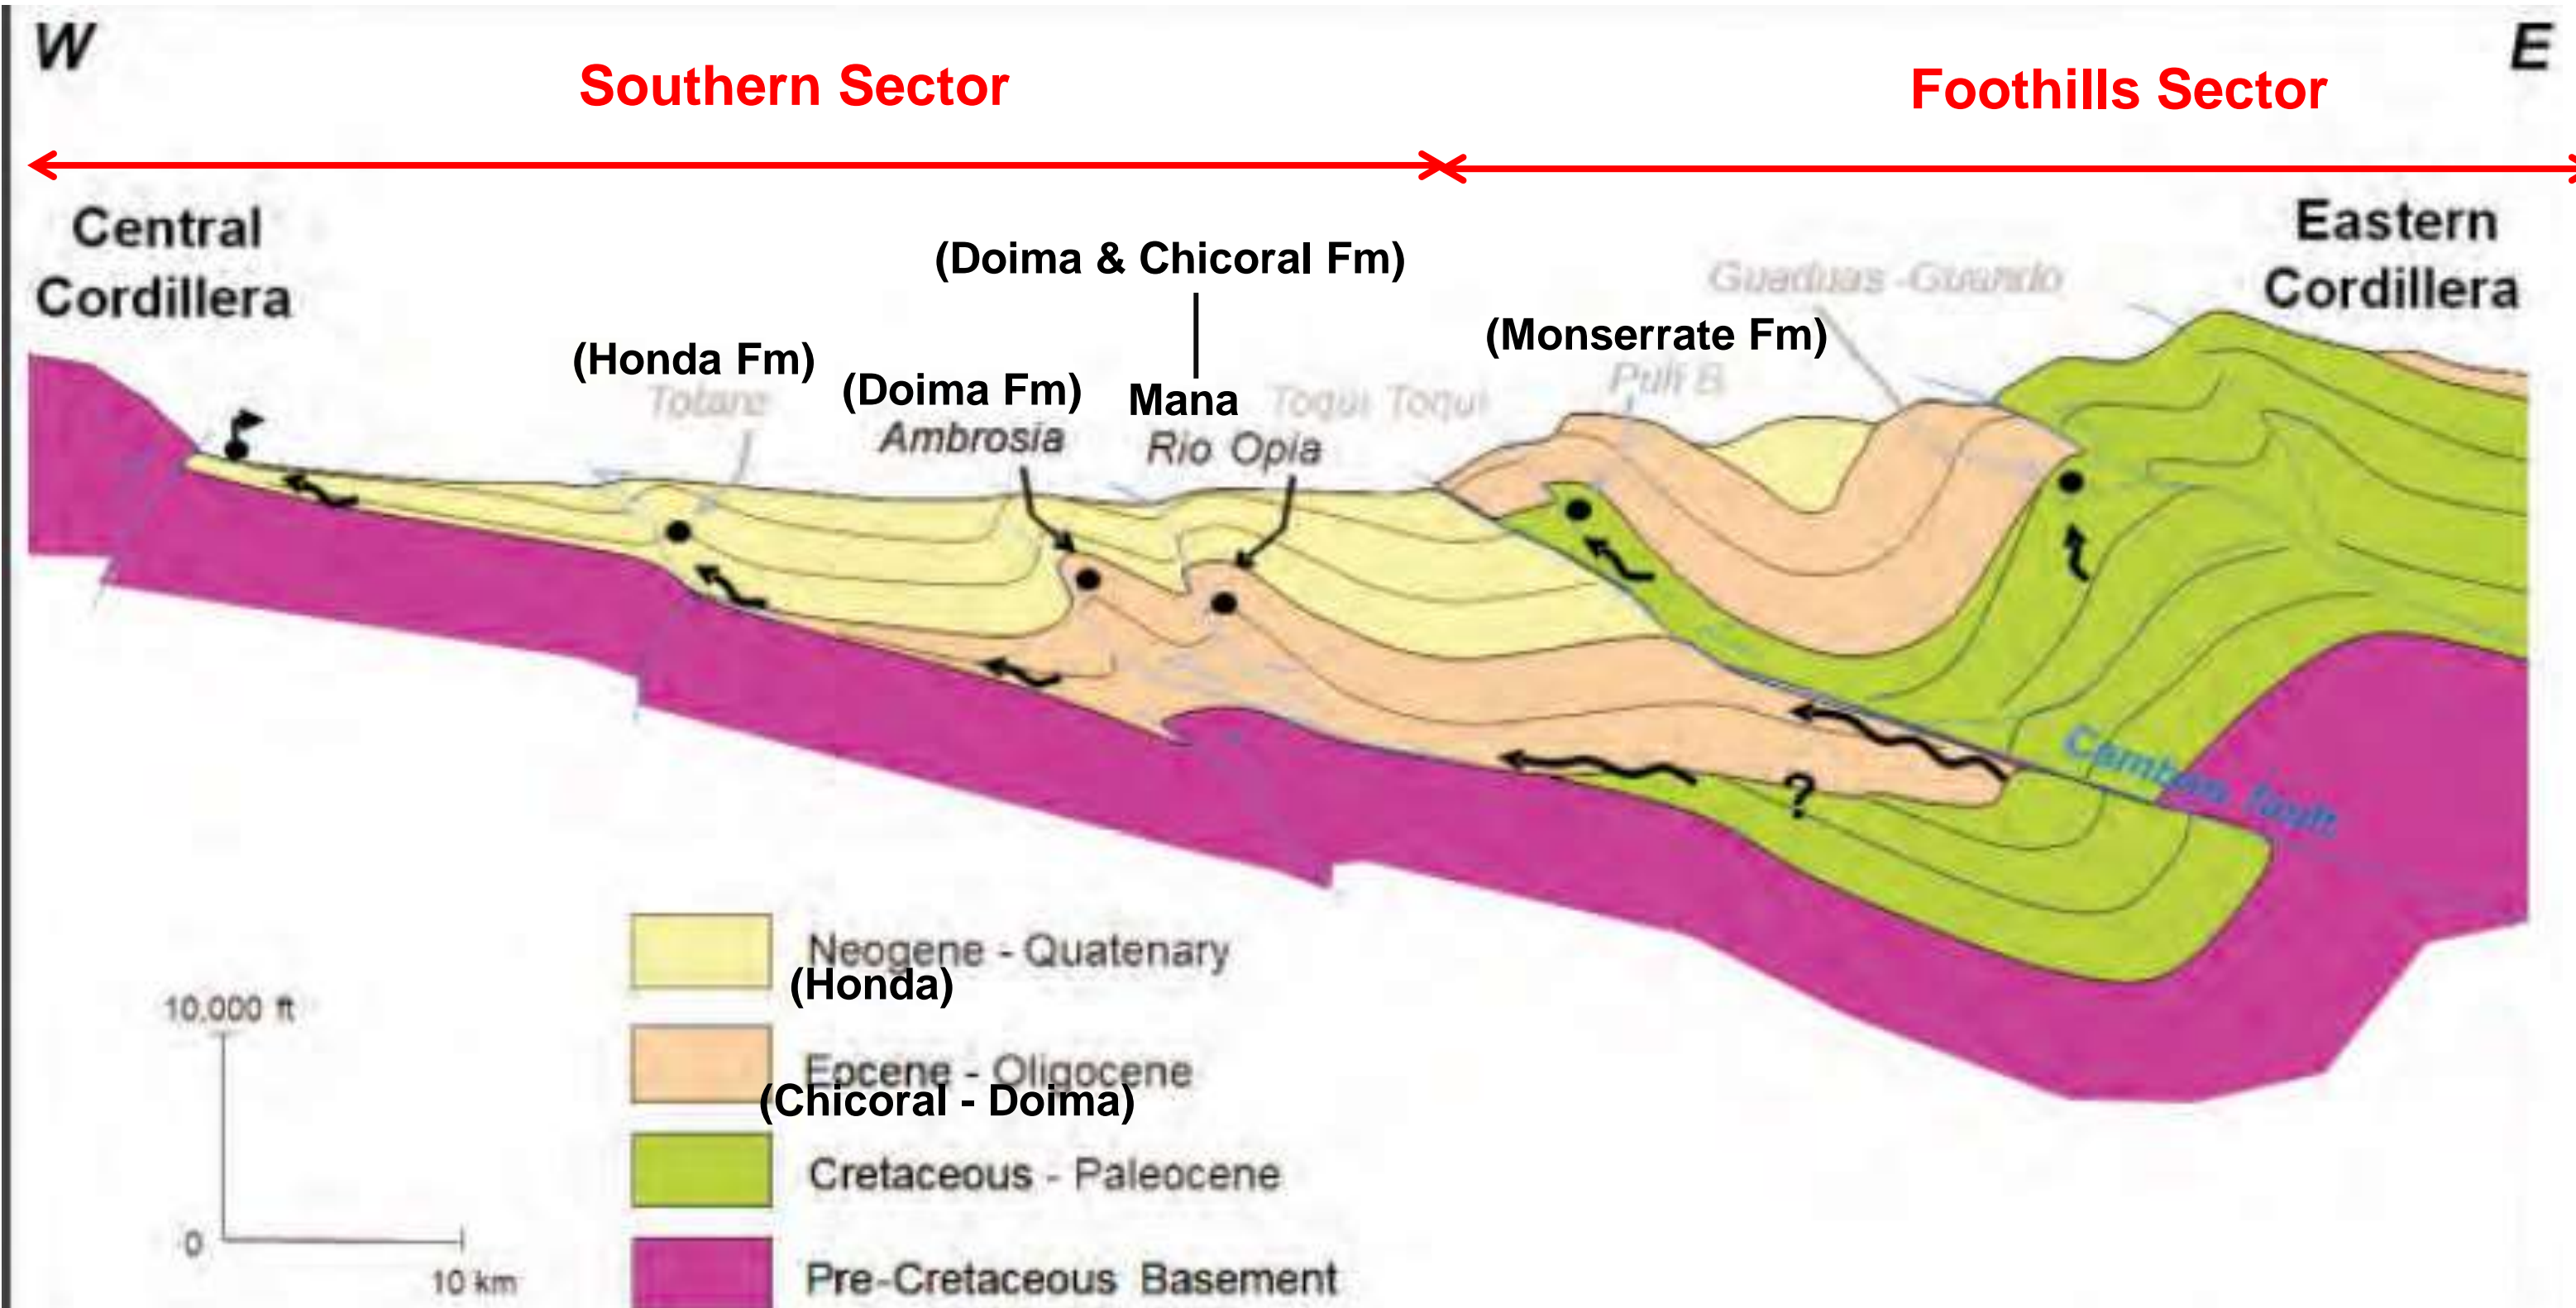 W
E
Southern Sector
Foothills Sector
Central
Cordillera
Eastern
Cordillera
(Doima & Chicoral Fm)
Guaduas -Guando
(Monserrate Fm)
Puli B
(Honda Fm)
Totare
(Doima Fm)
Ambrosia
Mana
Rio Opia
Toqui Toqui
?
Cambao fault
Neogene - Quatenary
(Honda)
Eocene - Oligocene
(Chicoral - Doima)
Cretaceous - Paleocene
Pre-Cretaceous Basement
10,000 ft
0
10 km